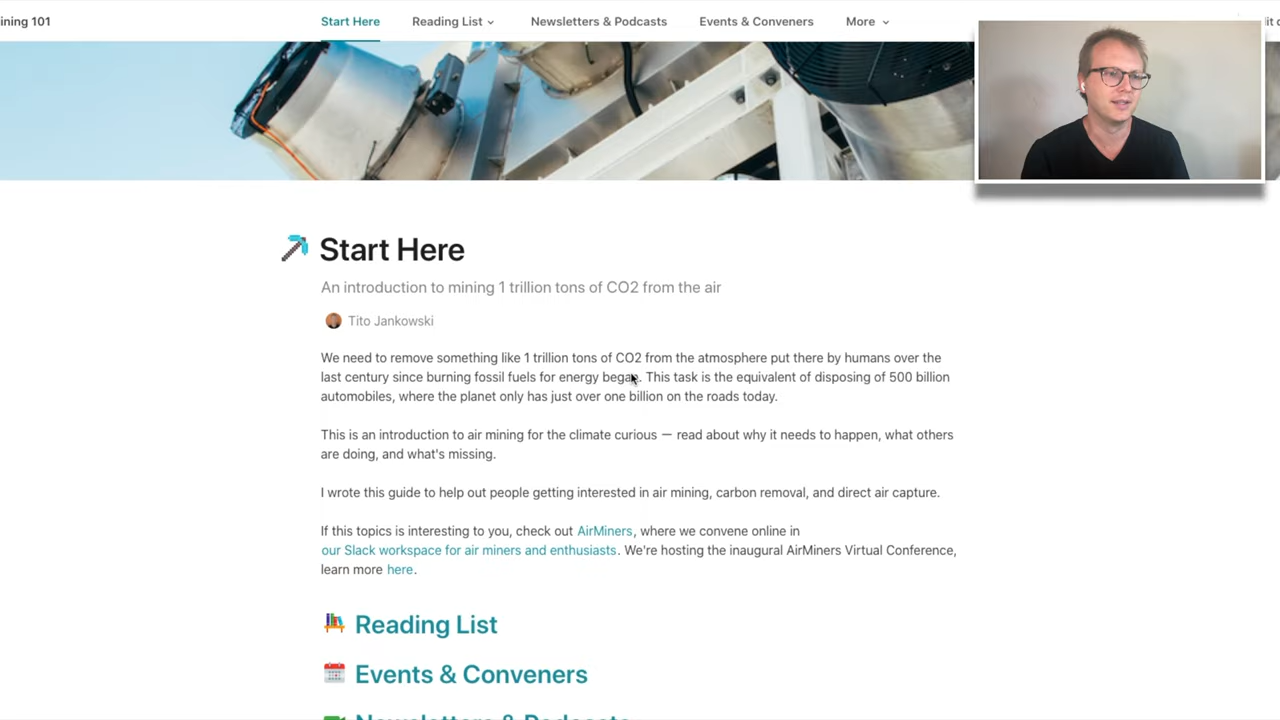 ining 101
Start Here
Reading List
Newsletters & Podcasts
Events & Conveners
More
Start Here
An introduction to mining 1 trillion tons of CO2 from the air
Tito Jankowski
We need to remove something like 1 trillion tons of CO2 from the atmosphere put there by humans over the
last century since burning fossil fuels for energy began. This task is the equivalent of disposing of 500 billion
automobiles, where the planet only has just over one billion on the roads today.
This is an introduction to air mining for the climate curious — read about why it needs to happen, what others
are doing, and what's missing.
I wrote this guide to help out people getting interested in air mining, carbon removal, and direct air capture.
If this topics is interesting to you, check out AirMiners, where we convene online in
our Slack workspace for air miners and enthusiasts. We're hosting the inaugural AirMiners Virtual Conference,
learn more here.
Reading List
Events & Conveners
Newsletters & Podcasts